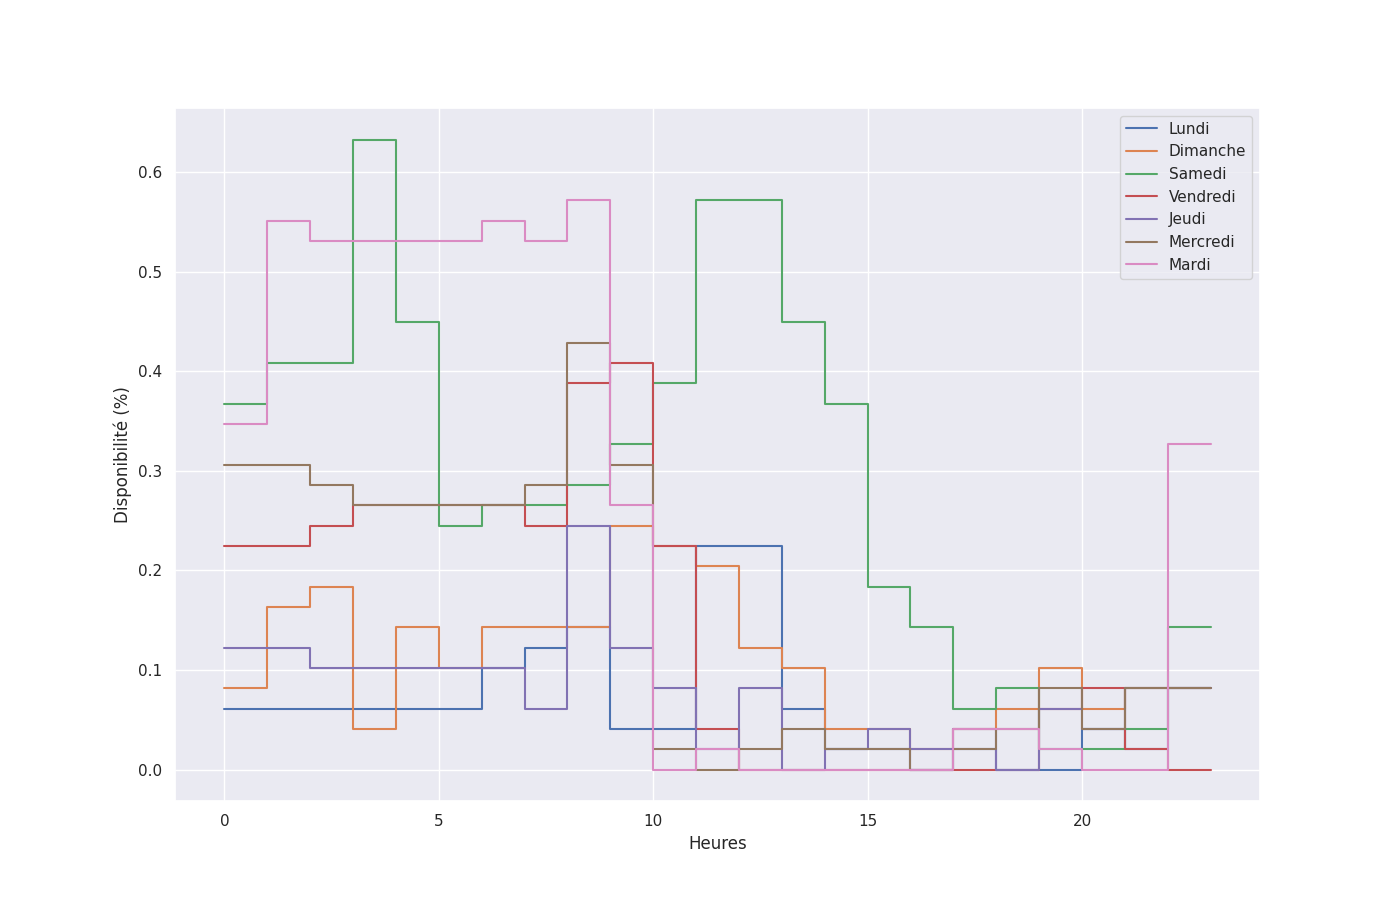 Lundi
Dimanche
Samedi
Vendredi
Jeudi
Mercredi
Mardi
0.6
0.5
0.4
0.3
0.2
0.1
0.0
Disponibilité (%)
0 5 10 15 20
Heures